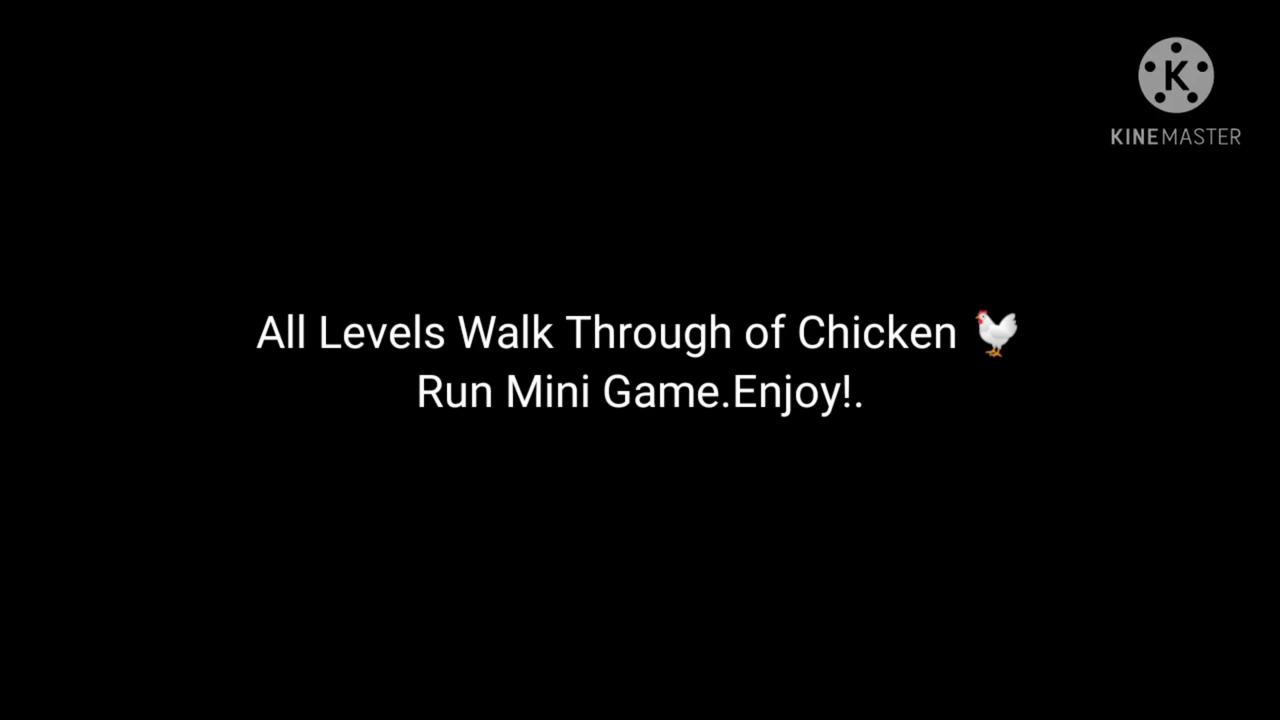 K
KINEMASTER
All Levels Walk Through of Chicken 🐓
Run Mini Game.Enjoy!.